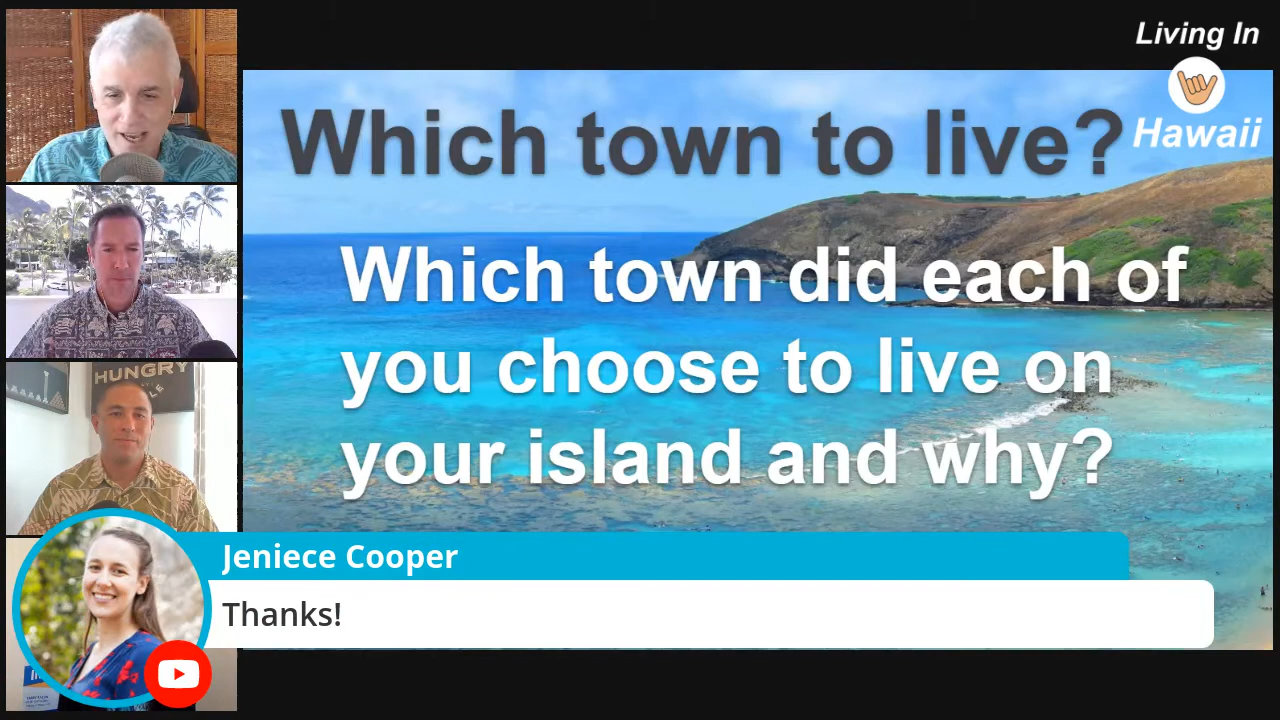 Living In
Hawaii
Which town to live?
Which town did each of
you choose to live on
your island and why?
HUNGRY
Jeniece Cooper
Thanks!